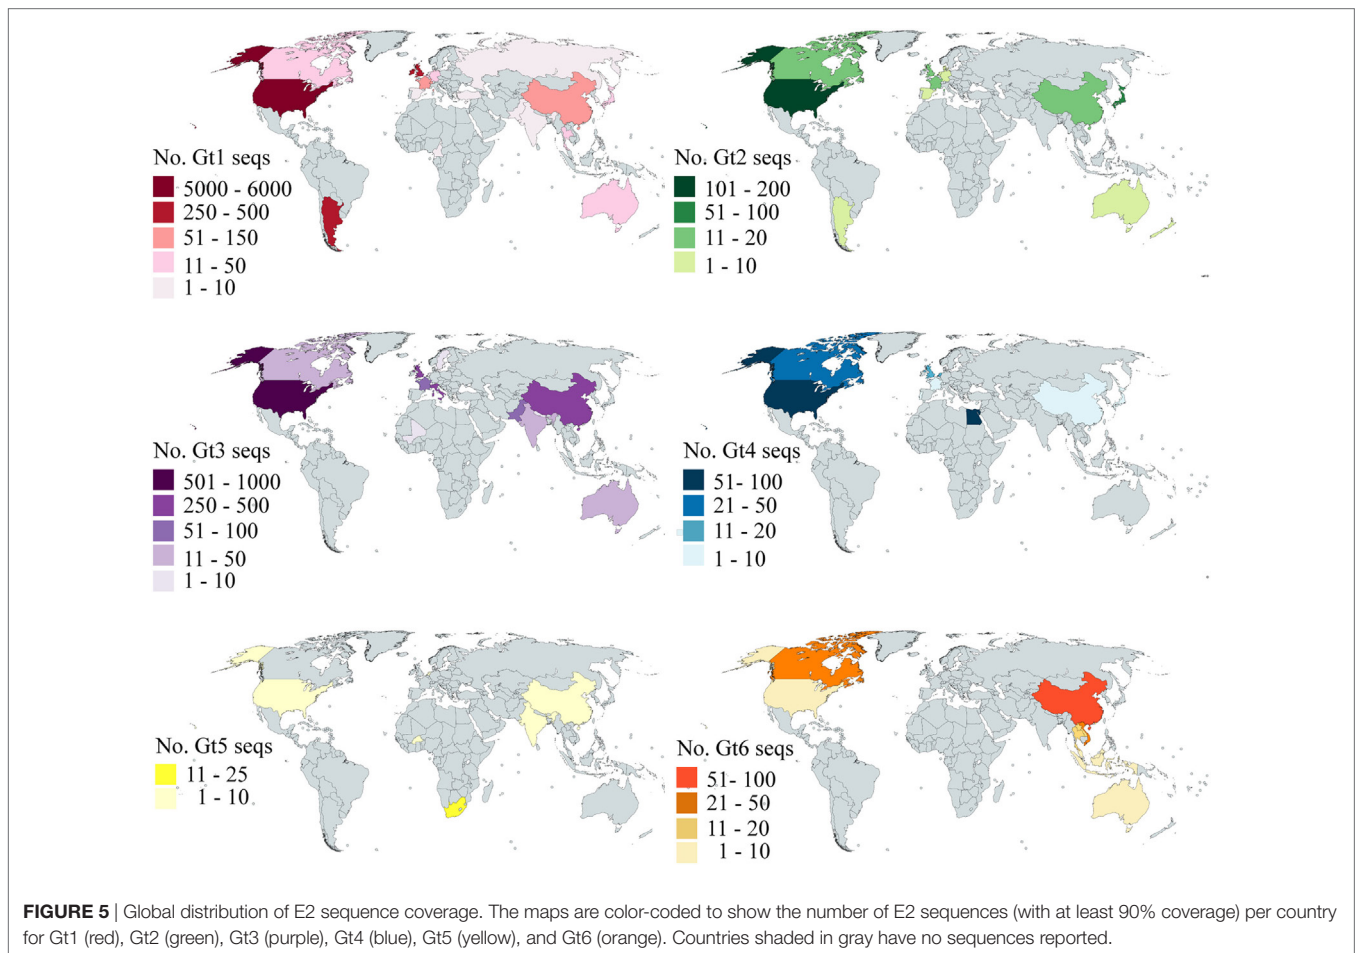 No. Gt1 seqs
5000 - 6000
250 - 500
51 - 150
11 - 50
1 - 10
No. Gt2 seqs
101 - 200
51 - 100
11 - 20
1 - 10
No. Gt3 seqs
501 - 1000
250 - 500
51 - 100
11 - 50
1 - 10
No. Gt4 seqs
51- 100
21 - 50
11 - 20
1 - 10
No. Gt5 seqs
11 - 25
1 - 10
No. Gt6 seqs
51- 100
21 - 50
11 - 20
1 - 10
FIGURE 5 | Global distribution of E2 sequence coverage. The maps are color-coded to show the number of E2 sequences (with at least 90% coverage) per country
for Gt1 (red), Gt2 (green), Gt3 (purple), Gt4 (blue), Gt5 (yellow), and Gt6 (orange). Countries shaded in gray have no sequences reported.